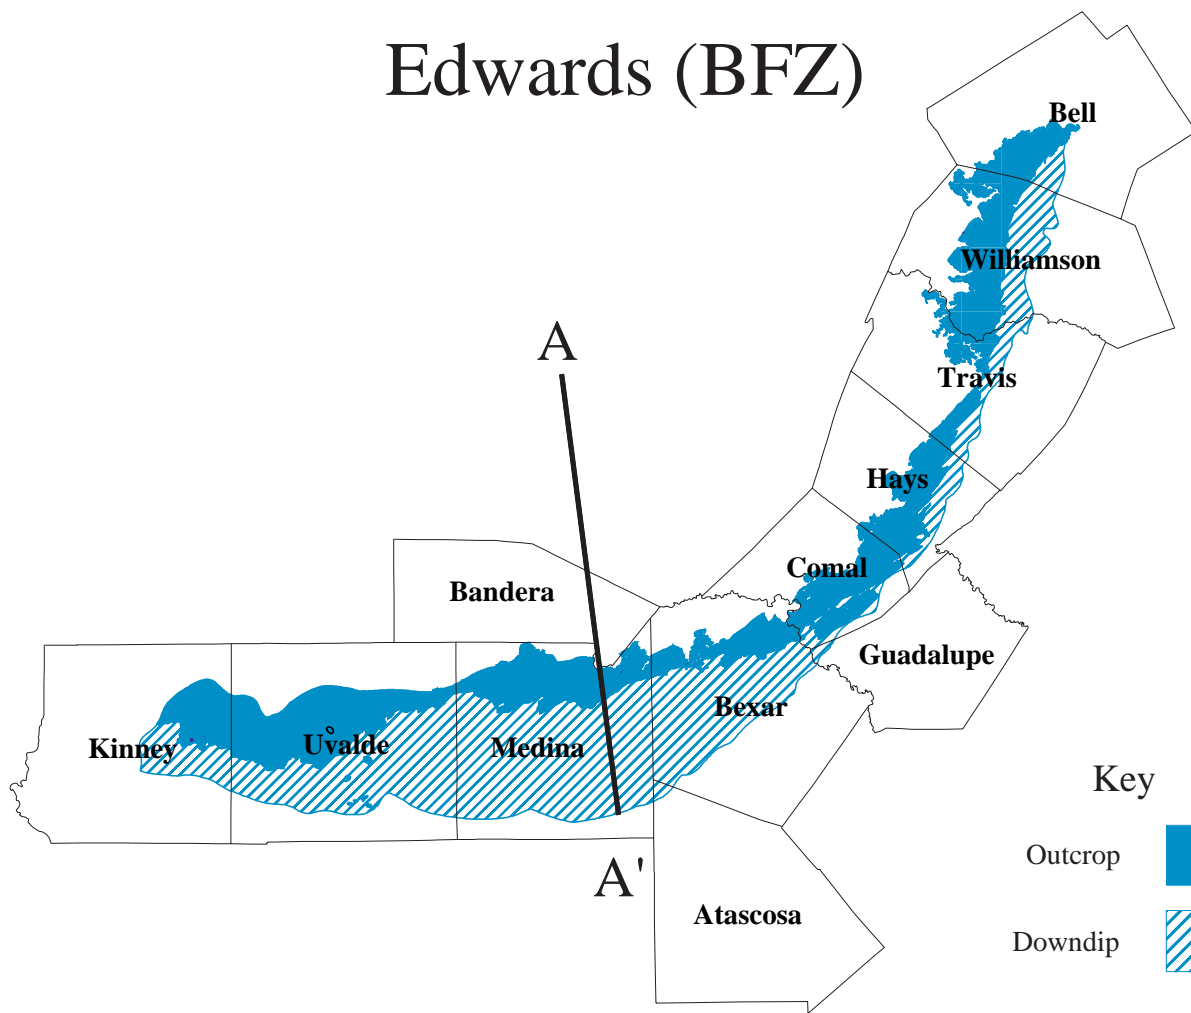 Edwards (BFZ)
Bell
Williamson
A
Travis
Hays
Comal
Bandera
Guadalupe
Bexar
Kinney
Uvalde
Medina
Key
Outcrop
A'
Atascosa
Downdip